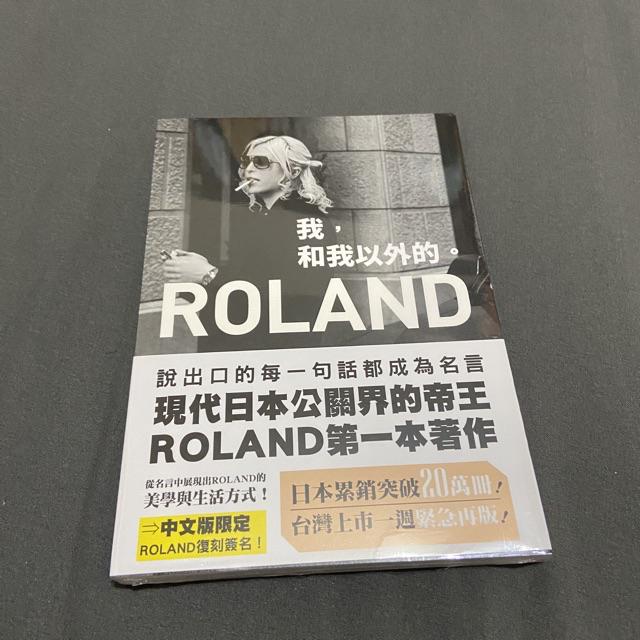 我，
和我以外的。
ROLAND
說出口的每一句話都成為名言
現代日本公關界的帝王
ROLAND第一本著作
從名言中展現出ROLAND的
美學與生活方式！
⇒中文版限定
ROLAND復刻簽名！
日本累銷突破20萬冊！
台灣上市一週緊急再版！